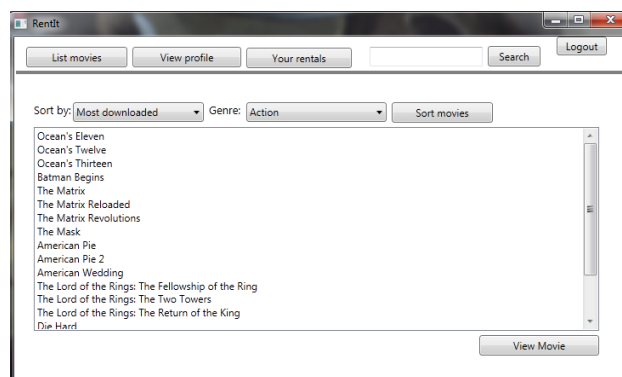 RentIt
Logout
List movies View profile Your rentals Search
Sort by: Most downloaded Genre: Action Sort movies
Ocean's Eleven
Ocean's Twelve
Ocean's Thirteen
Batman Begins
The Matrix
The Matrix Reloaded
The Matrix Revolutions
The Mask
American Pie
American Pie 2
American Wedding
The Lord of the Rings: The Fellowship of the Ring
The Lord of the Rings: The Two Towers
The Lord of the Rings: The Return of the King
Die Hard
View Movie